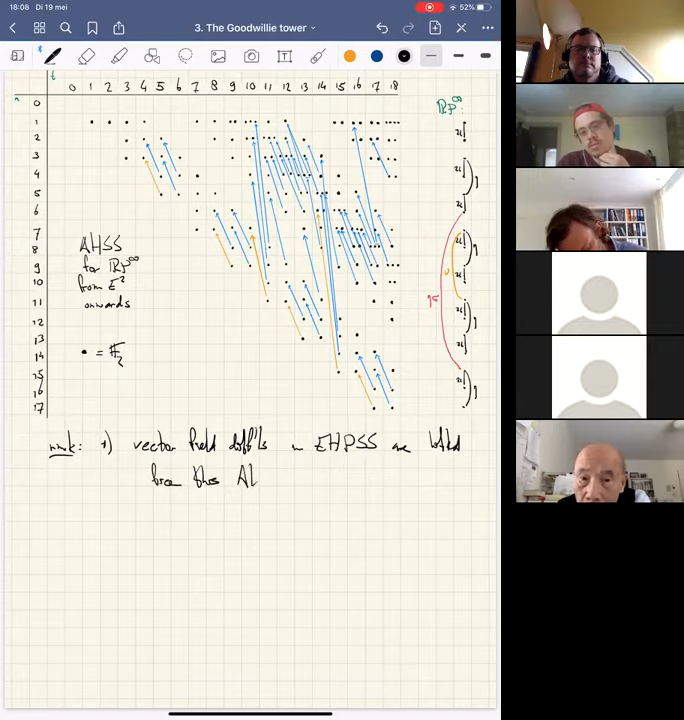 18:08 Di 19 mei
52%
3. The Goodwillie tower
t
0 1 2 3 4 5 6 7 8 9 10 11 12 13 14 15 16 17 18
n
0
1
2
3
4
5
6
7
8
9
10
11
12
13
14
15
16
17
RP^∞
AHSS
for RP^∞
from E²
onwards
• = F₂
rmk: 1) vector field diff'ls in EHPSS are lifted
from this AL